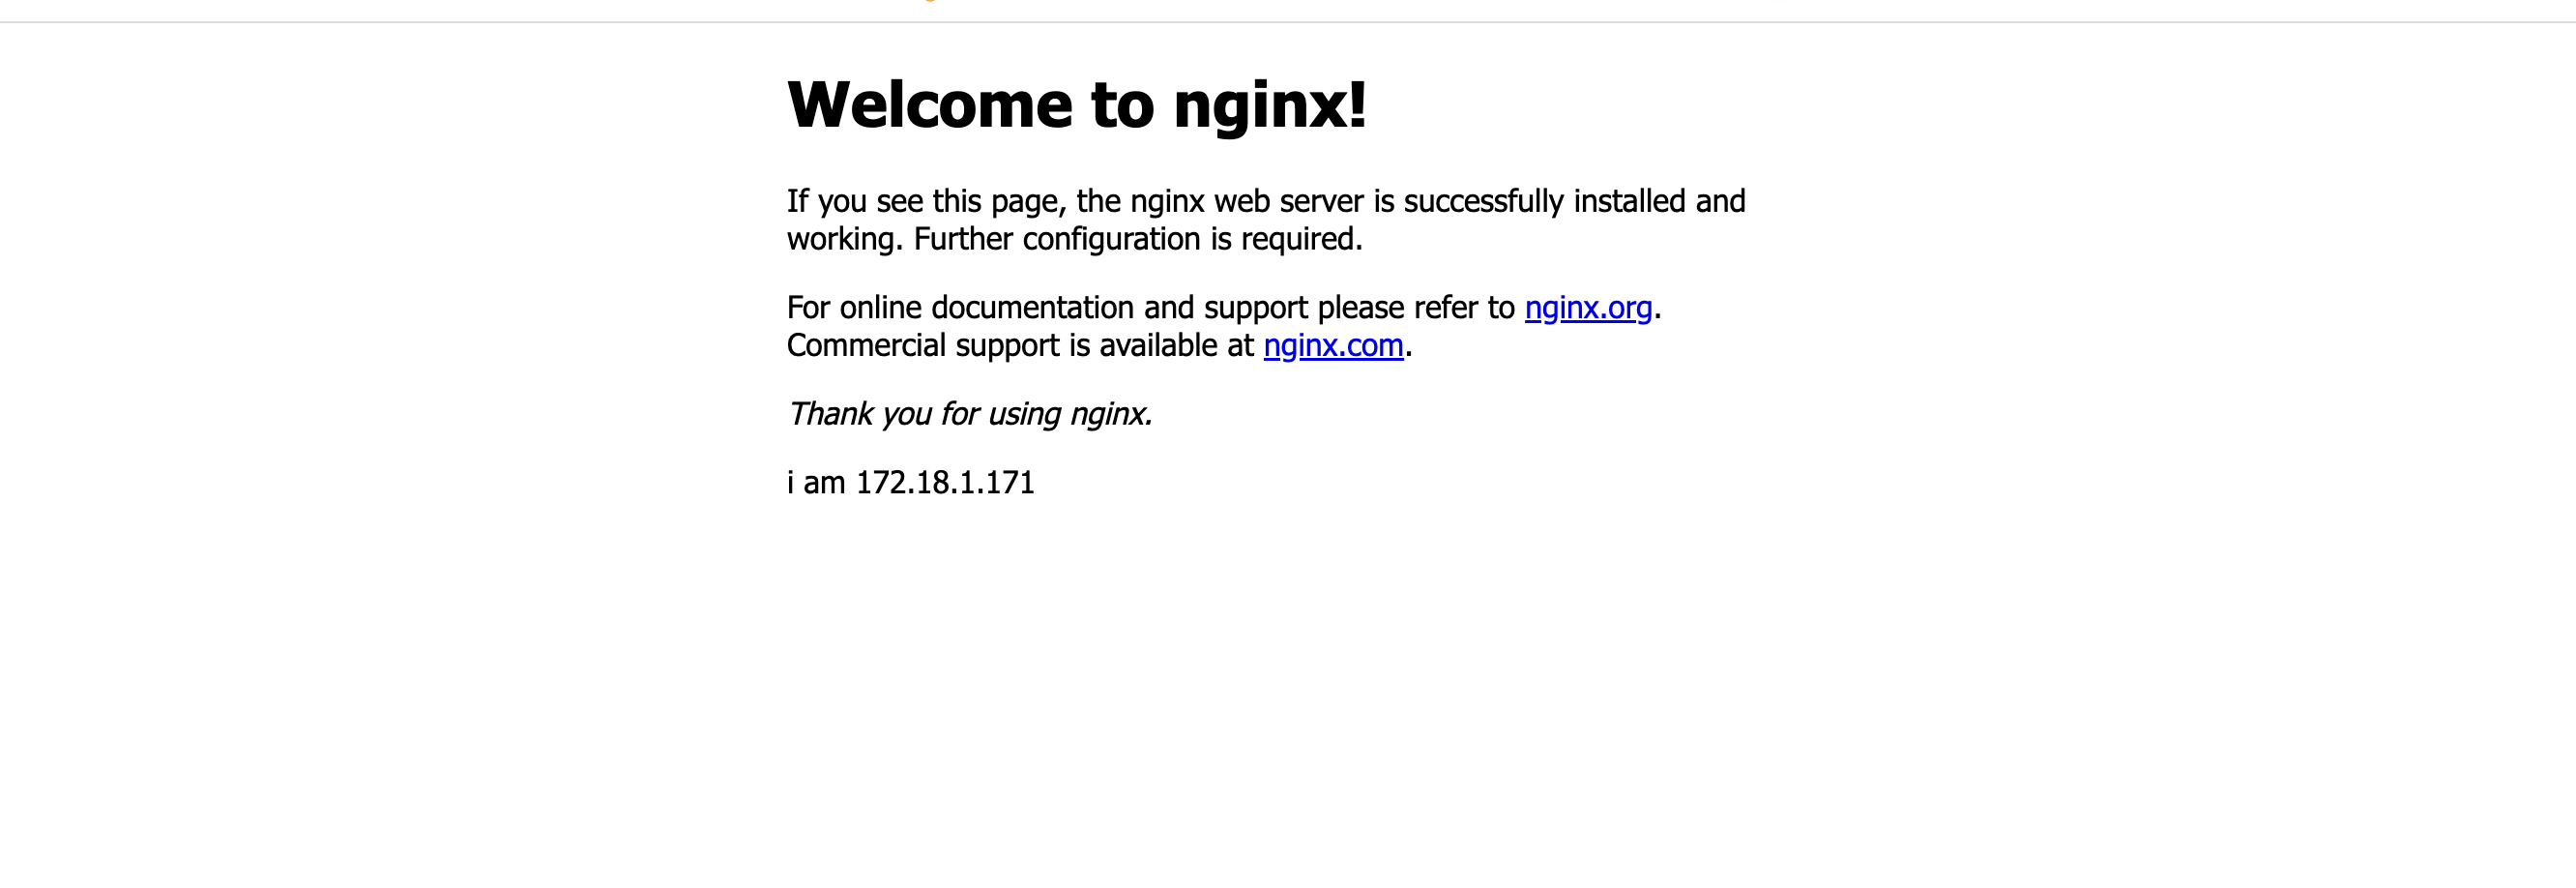 Welcome to nginx!
If you see this page, the nginx web server is successfully installed and
working. Further configuration is required.
For online documentation and support please refer to nginx.org.
Commercial support is available at nginx.com.
Thank you for using nginx.
i am 172.18.1.171